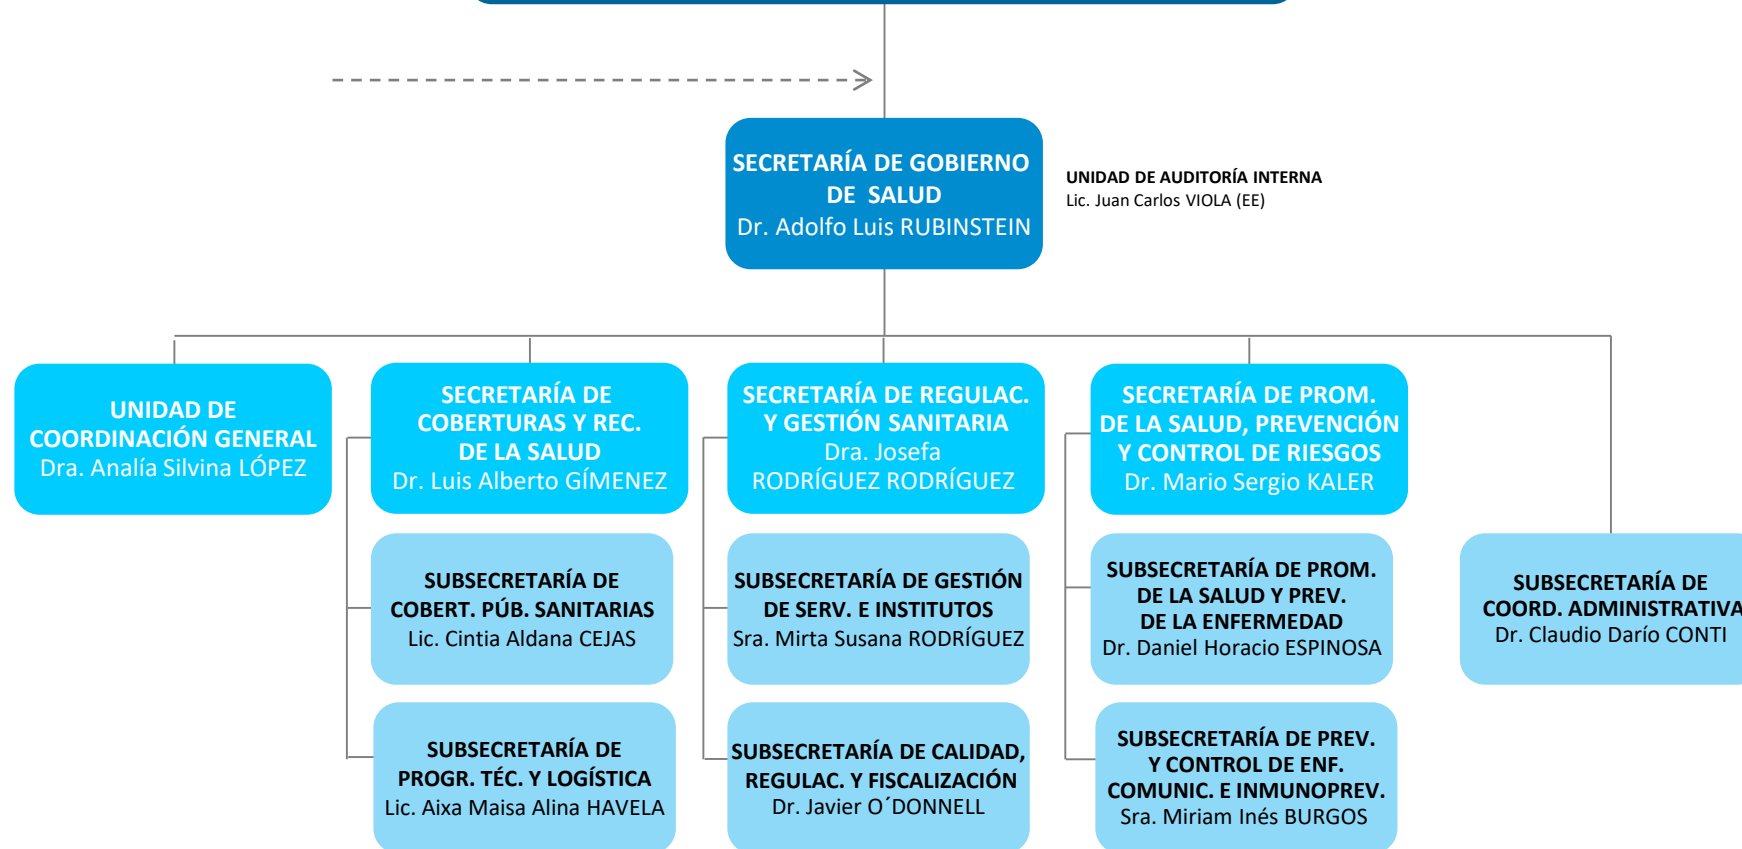 SECRETARÍA DE GOBIERNO
DE SALUD
Dr. Adolfo Luis RUBINSTEIN
UNIDAD DE AUDITORÍA INTERNA
Lic. Juan Carlos VIOLA (EE)
UNIDAD DE
COORDINACIÓN GENERAL
Dra. Analía Silvina LÓPEZ
SECRETARÍA DE
COBERTURAS Y REC.
DE LA SALUD
Dr. Luis Alberto GÍMENEZ
SECRETARÍA DE REGULAC.
Y GESTIÓN SANITARIA
Dra. Josefa
RODRÍGUEZ RODRÍGUEZ
SECRETARÍA DE PROM.
DE LA SALUD, PREVENCIÓN
Y CONTROL DE RIESGOS
Dr. Mario Sergio KALER
SUBSECRETARÍA DE
COBERT. PÚB. SANITARIAS
Lic. Cintia Aldana CEJAS
SUBSECRETARÍA DE GESTIÓN
DE SERV. E INSTITUTOS
Sra. Mirta Susana RODRÍGUEZ
SUBSECRETARÍA DE PROM.
DE LA SALUD Y PREV.
DE LA ENFERMEDAD
Dr. Daniel Horacio ESPINOSA
SUBSECRETARÍA DE
COORD. ADMINISTRATIVA
Dr. Claudio Darío CONTI
SUBSECRETARÍA DE
PROGR. TÉC. Y LOGÍSTICA
Lic. Aixa Maisa Alina HAVELA
SUBSECRETARÍA DE CALIDAD,
REGULAC. Y FISCALIZACIÓN
Dr. Javier O´DONNELL
SUBSECRETARÍA DE PREV.
Y CONTROL DE ENF.
COMUNIC. E INMUNOPREV.
Sra. Miriam Inés BURGOS